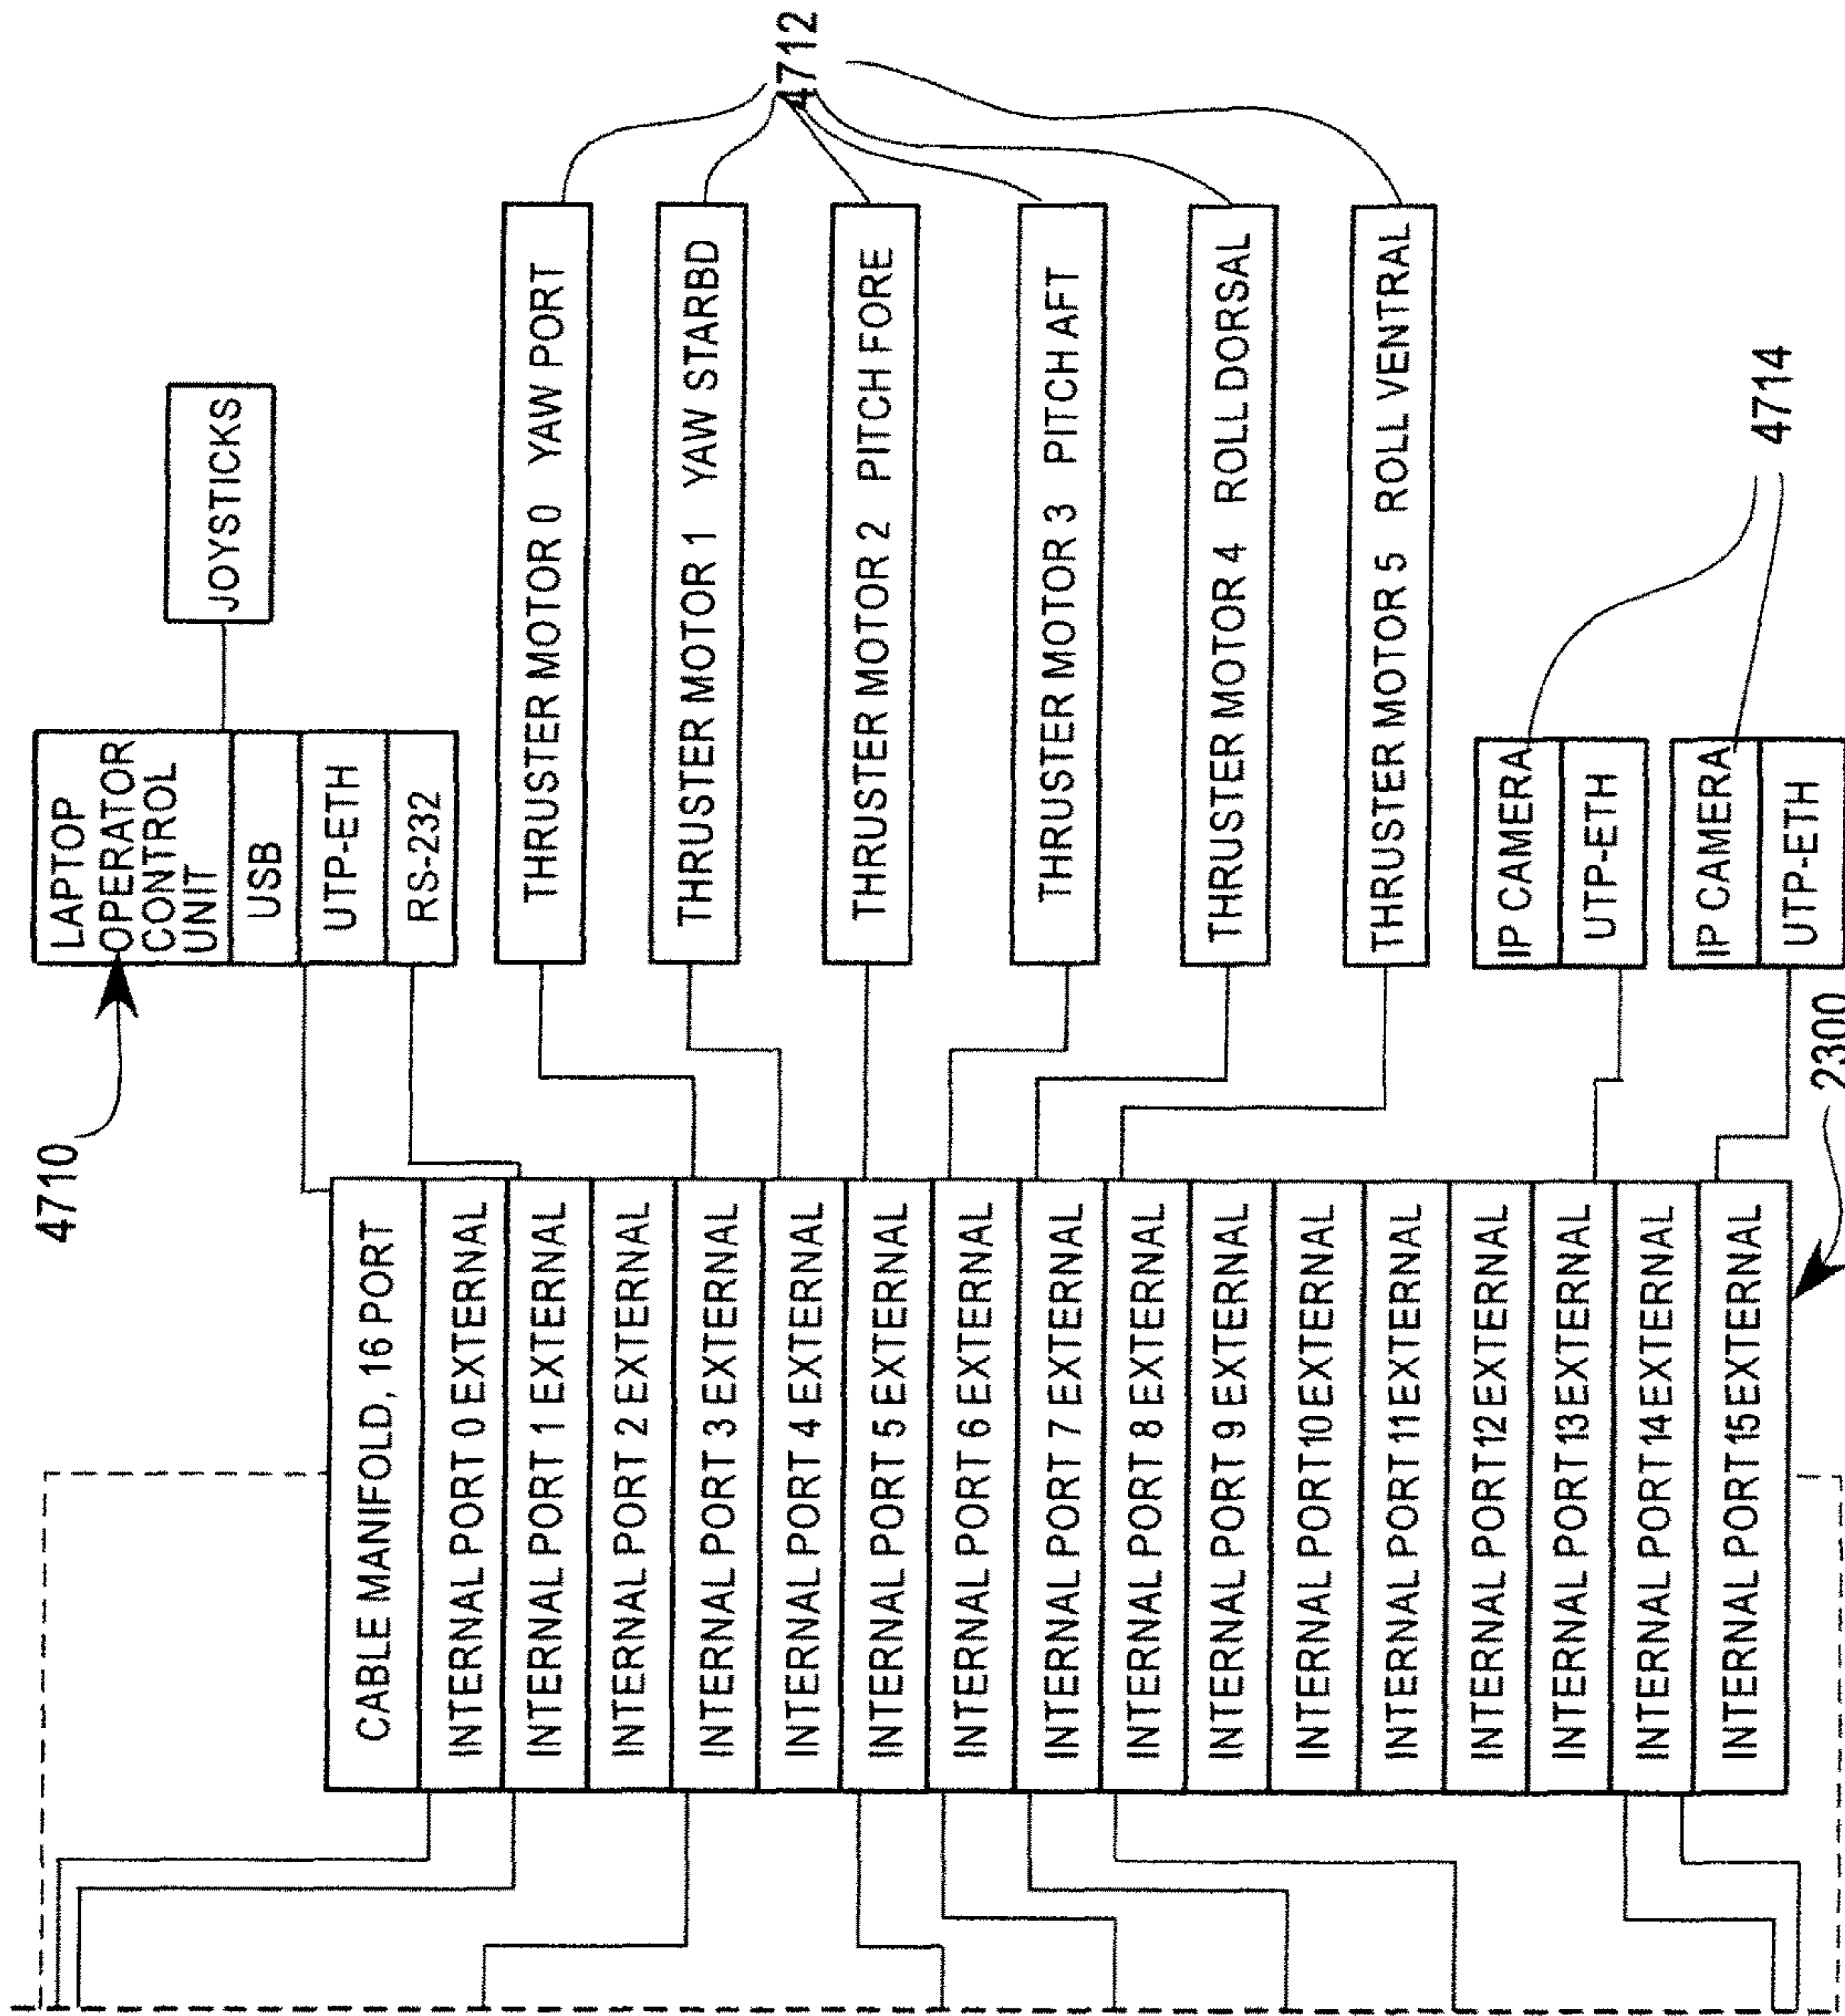 4710
LAPTOP
OPERATOR
CONTROL
UNIT
USB
UTP-ETH
RS-232
JOYSTICKS
CABLE MANIFOLD, 16 PORT
INTERNAL PORT 0 EXTERNAL
INTERNAL PORT 1 EXTERNAL
INTERNAL PORT 2 EXTERNAL
INTERNAL PORT 3 EXTERNAL
INTERNAL PORT 4 EXTERNAL
INTERNAL PORT 5 EXTERNAL
INTERNAL PORT 6 EXTERNAL
INTERNAL PORT 7 EXTERNAL
INTERNAL PORT 8 EXTERNAL
INTERNAL PORT 9 EXTERNAL
INTERNAL PORT 10 EXTERNAL
INTERNAL PORT 11 EXTERNAL
INTERNAL PORT 12 EXTERNAL
INTERNAL PORT 13 EXTERNAL
INTERNAL PORT 14 EXTERNAL
INTERNAL PORT 15 EXTERNAL
2300
THRUSTER MOTOR 0 YAW PORT
THRUSTER MOTOR 1 YAW STARBD
THRUSTER MOTOR 2 PITCH FORE
THRUSTER MOTOR 3 PITCH AFT
THRUSTER MOTOR 4 ROLL DORSAL
THRUSTER MOTOR 5 ROLL VENTRAL
4712
IP CAMERA
UTP-ETH
IP CAMERA
UTP-ETH
4714